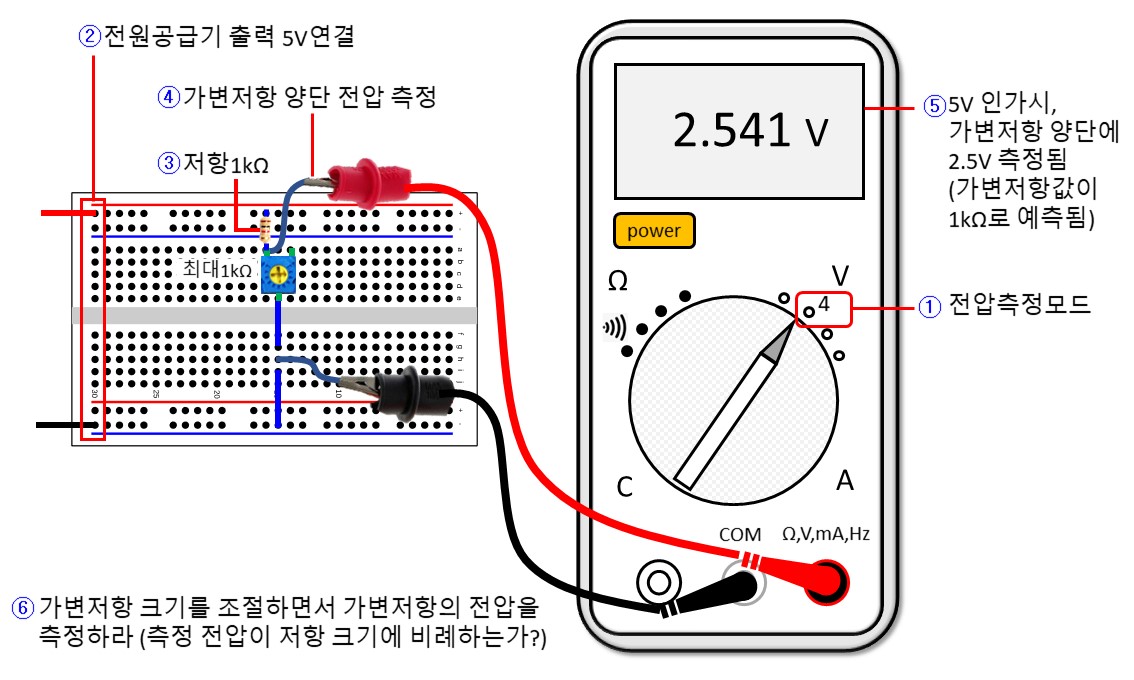 ② 전원공급기 출력 5V연결
④ 가변저항 양단 전압 측정
③ 저항1kΩ
최대1kΩ
a
b
c
d
e
f
g
h
i
j
30
25
20
10
2.541 V
power
Ω
V
4
C
A
COM
Ω,V,mA,Hz
⑤ 5V 인가시,
가변저항 양단에
2.5V 측정됨
(가변저항값이
1kΩ로 예측됨)
① 전압측정모드
⑥ 가변저항 크기를 조절하면서 가변저항의 전압을
측정하라 (측정 전압이 저항 크기에 비례하는가?)